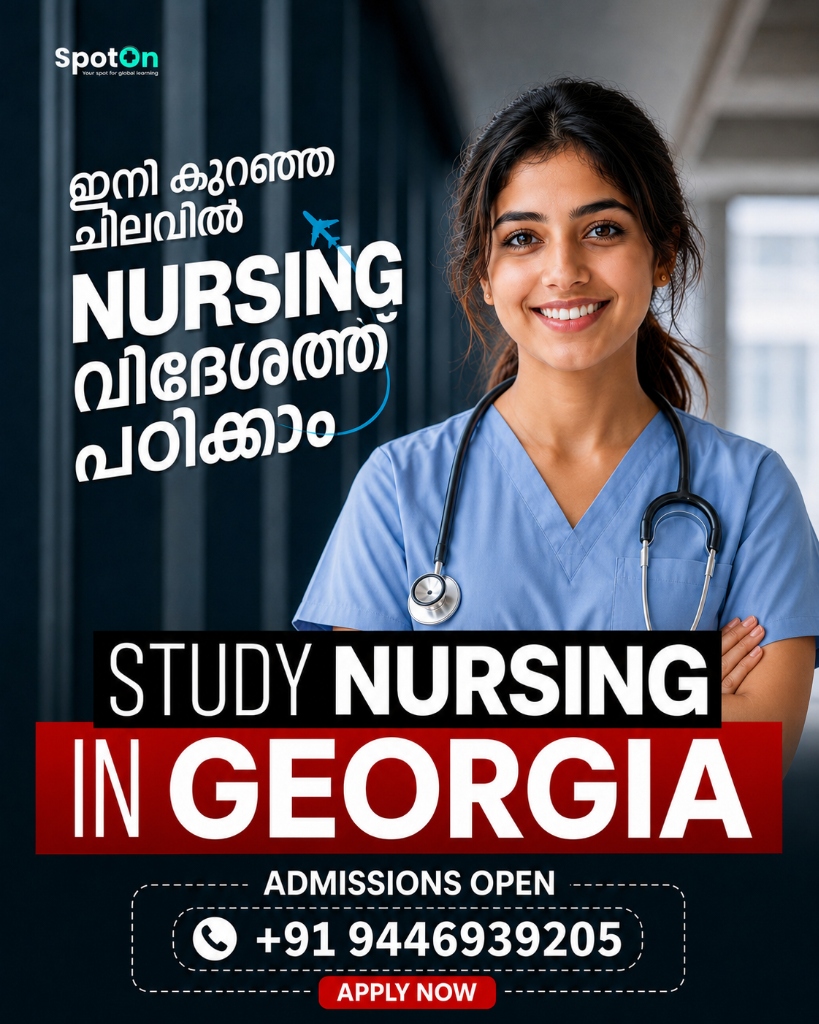 SpotOn
Your spot for global learning
ഇനി കുറഞ്ഞ
ചിലവിൽ
NURSING
വിദേശത്ത്
പഠിക്കാം
STUDY NURSING
IN GEORGIA
ADMISSIONS OPEN
+91 9446939205
APPLY NOW